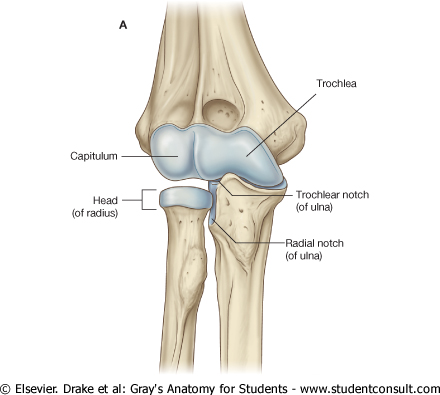 A
Trochlea
Capitulum
Head
(of radius)
Trochlear notch
(of ulna)
Radial notch
(of ulna)
© Elsevier. Drake et al: Gray's Anatomy for Students - www.studentconsult.com